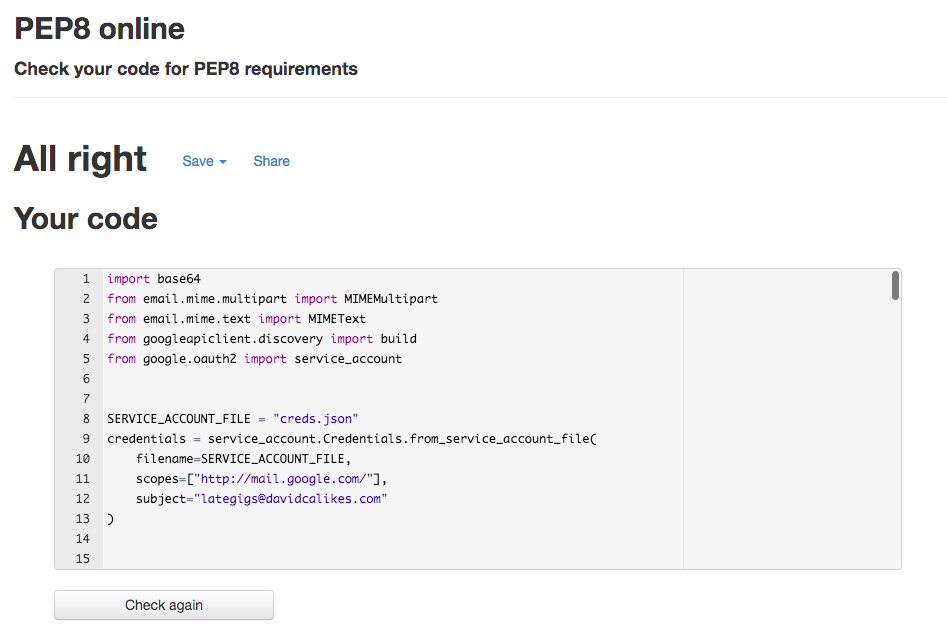 PEP8 online
Check your code for PEP8 requirements
All right Save Share
Your code
1 import base64
2 from email.mime.multipart import MIMEMultipart
3 from email.mime.text import MIMEText
4 from googleapiclient.discovery import build
5 from google.oauth2 import service_account
6
7
8 SERVICE_ACCOUNT_FILE = "creds.json"
9 credentials = service_account.Credentials.from_service_account_file(
10     filename=SERVICE_ACCOUNT_FILE,
11     scopes=["http://mail.google.com/"],
12     subject="lategigs@davidcalikes.com"
13 )
14
15
Check again